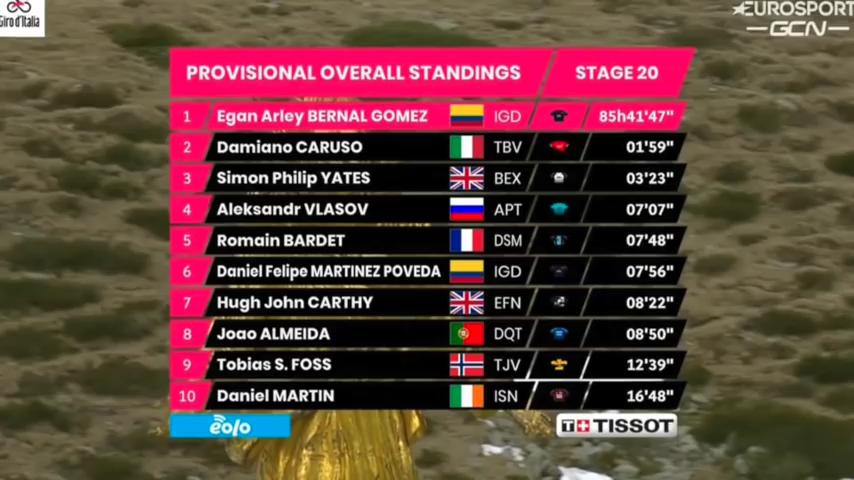 Giro d'Italia
EUROSPORT
GCN
PROVISIONAL OVERALL STANDINGS STAGE 20
1 Egan Arley BERNAL GOMEZ IGD 85h41'47"
2 Damiano CARUSO TBV 01'59"
3 Simon Philip YATES BEX 03'23"
4 Aleksandr VLASOV APT 07'07"
5 Romain BARDET DSM 07'48"
6 Daniel Felipe MARTINEZ POVEDA IGD 07'56"
7 Hugh John CARTHY EFN 08'22"
8 Joao ALMEIDA DQT 08'50"
9 Tobias S. FOSS TJV 12'39"
10 Daniel MARTIN ISN 16'48"
eolo T+ TISSOT